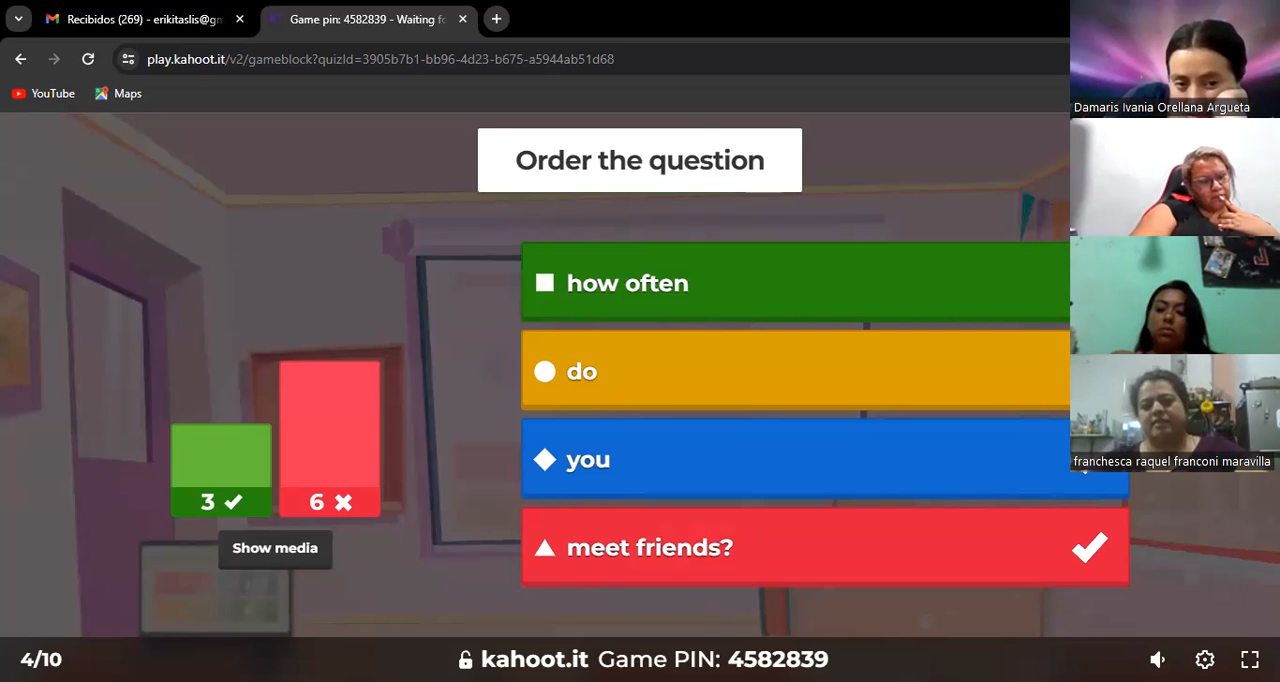 Recibidos (269) - erikitaslis@gm
Game pin: 4582839 - Waiting fo
play.kahoot.it/v2/gameblock?quizId=3905b7b1-bb96-4d23-b675-a5944ab51d68
YouTube
Maps
Order the question
how often
do
you
meet friends?
3
6
Show media
4/10
kahoot.it Game PIN: 4582839
Damaris Ivania Orellana Argueta
franchesca raquel franconi maravilla